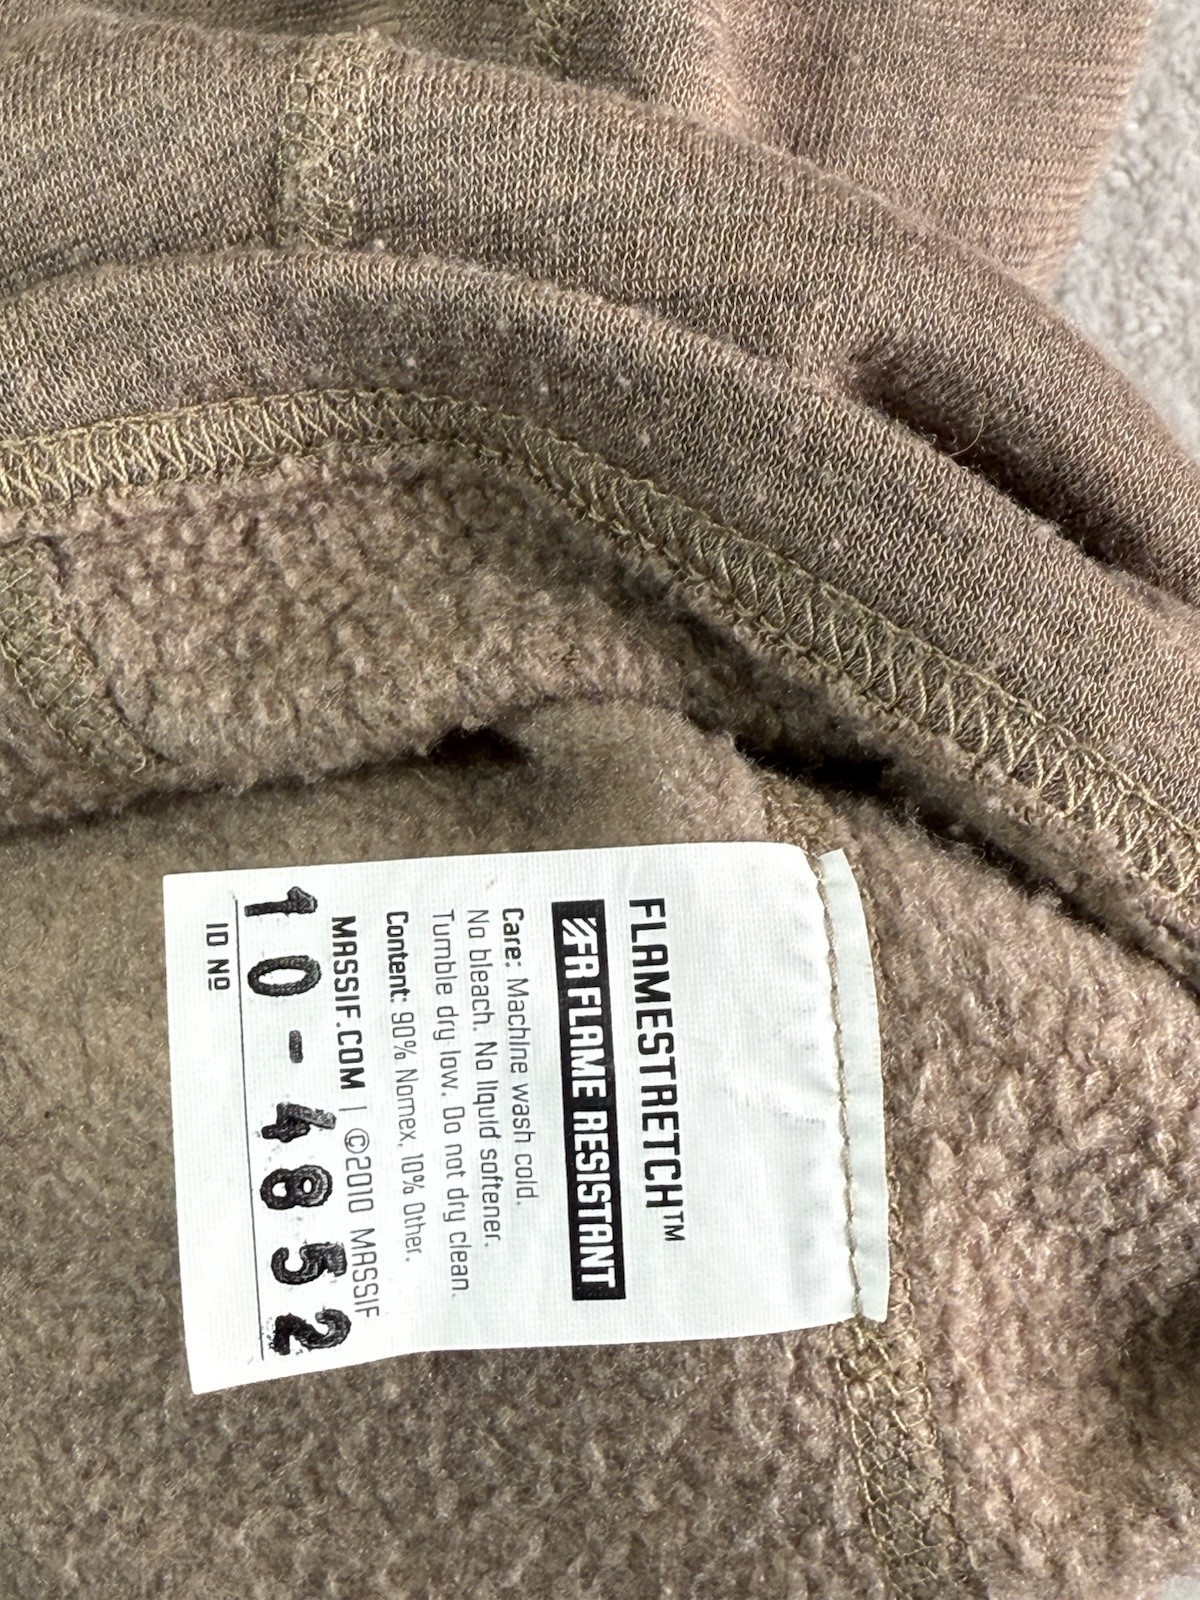 FLAMESTRETCH™
FR FLAME RESISTANT
Care: Machine wash cold.
No bleach. No liquid softener.
Tumble dry low. Do not dry clean.
Content: 90% Nomex, 10% Other.
MASSIF.COM | ©2010 MASSIF
10-4852
ID Nº